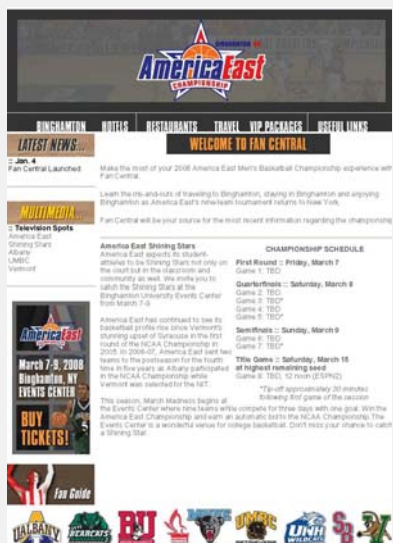 BINGHAMTON 08
AmericaEast
CHAMPIONSHIP
BINGHAMTON HOTELS RESTAURANTS TRAVEL VIP PACKAGES USEFUL LINKS
LATEST NEWS...
:: Jan. 4
Fan Central Launched
MULTIMEDIA...
:: Television Spots
America East
Shining Stars
Albany
UMBC
Vermont
AmericaEast
March 7-9, 2008
Binghamton, NY
EVENTS CENTER
BUY
TICKETS!
Fan Guide
WELCOME TO FAN CENTRAL
Make the most of your 2008 America East Men's Basketball Championship experience with
Fan Central.
Learn the ins-and-outs of traveling to Binghamton, staying in Binghamton and enjoying
Binghamton as America East's nine-team tournament returns to New York.
Fan Central will be your source for the most recent information regarding the championship
America East Shining Stars
America East expects its student-
athletes to be Shining Stars not only on
the court but in the classroom and
community as well. We invite you to
catch the Shining Stars at the
Binghamton University Events Center
from March 7-9.
America East has continued to see its
basketball profile rise since Vermont's
stunning upset of Syracuse in the first
round of the NCAA Championship in
2005. In 2006-07, America East sent two
teams to the postseason for the fourth
time in five years as Albany participated
in the NCAA Championship while
Vermont was selected for the NIT.
This season, March Madness begins at
the Events Center where nine teams will compete for three days with one goal: Win the
America East Championship and earn an automatic bid to the NCAA Championship. The
Events Center is a wonderful venue for college basketball. Don't miss your chance to catch
a Shining Star.
CHAMPIONSHIP SCHEDULE
First Round :: Friday, March 7
Game 1: TBD
Quarterfinals :: Saturday, March 8
Game 2: TBD
Game 3: TBD*
Game 4: TBD
Game 5: TBD*
Semifinals :: Sunday, March 9
Game 6: TBD
Game 7: TBD*
Title Game :: Saturday, March 15
at highest remaining seed
Game 8: TBD, 12 noon (ESPN2)
*Tip-off approximately 30 minutes
following first game of the session
UALBANY BEARCATS BU MAINE UMBC UNH WILDCATS SB V